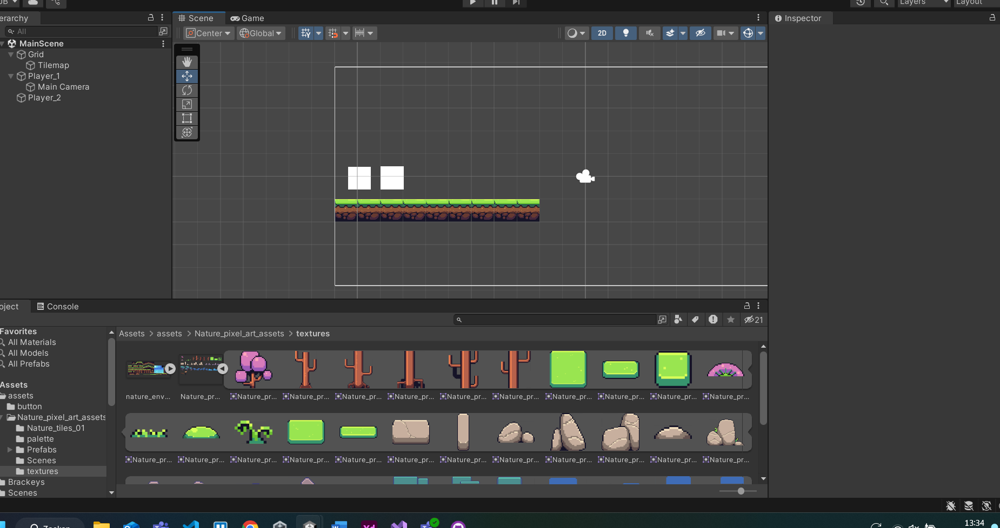 Layers
Layout
erarchy
Scene
Game
Inspector
All
Center
Global
2D
MainScene
Grid
Tilemap
Player_1
Main Camera
Player_2
oject
Console
21
Favorites
All Materials
All Models
All Prefabs
Assets
assets
button
Nature_pixel_art_assets
Nature_tiles_01
palette
Prefabs
Scenes
textures
Brackeys
Scenes
Assets > assets > Nature_pixel_art_assets > textures
nature_env... Nature_pr... Nature_pr... Nature_pr... Nature_pr... Nature_pr... Nature_pr... Nature_pr... Nature_pr... Nature_pr... Nature_pr... Nature_pr...
Nature_pr... Nature_pr... Nature_pr... Nature_pr... Nature_pr... Nature_pr... Nature_pr... Nature_pr... Nature_pr... Nature_pr... Nature_pr... Nature_pr...
Zoeken
13:34